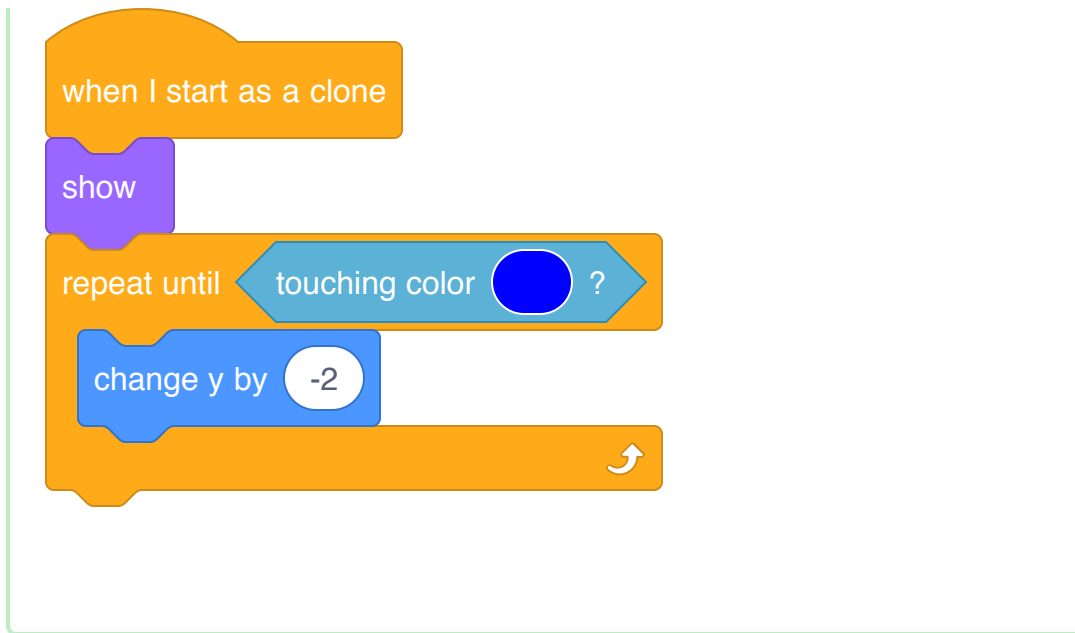 when I start as a clone
show
repeat until touching color ?
change y by -2